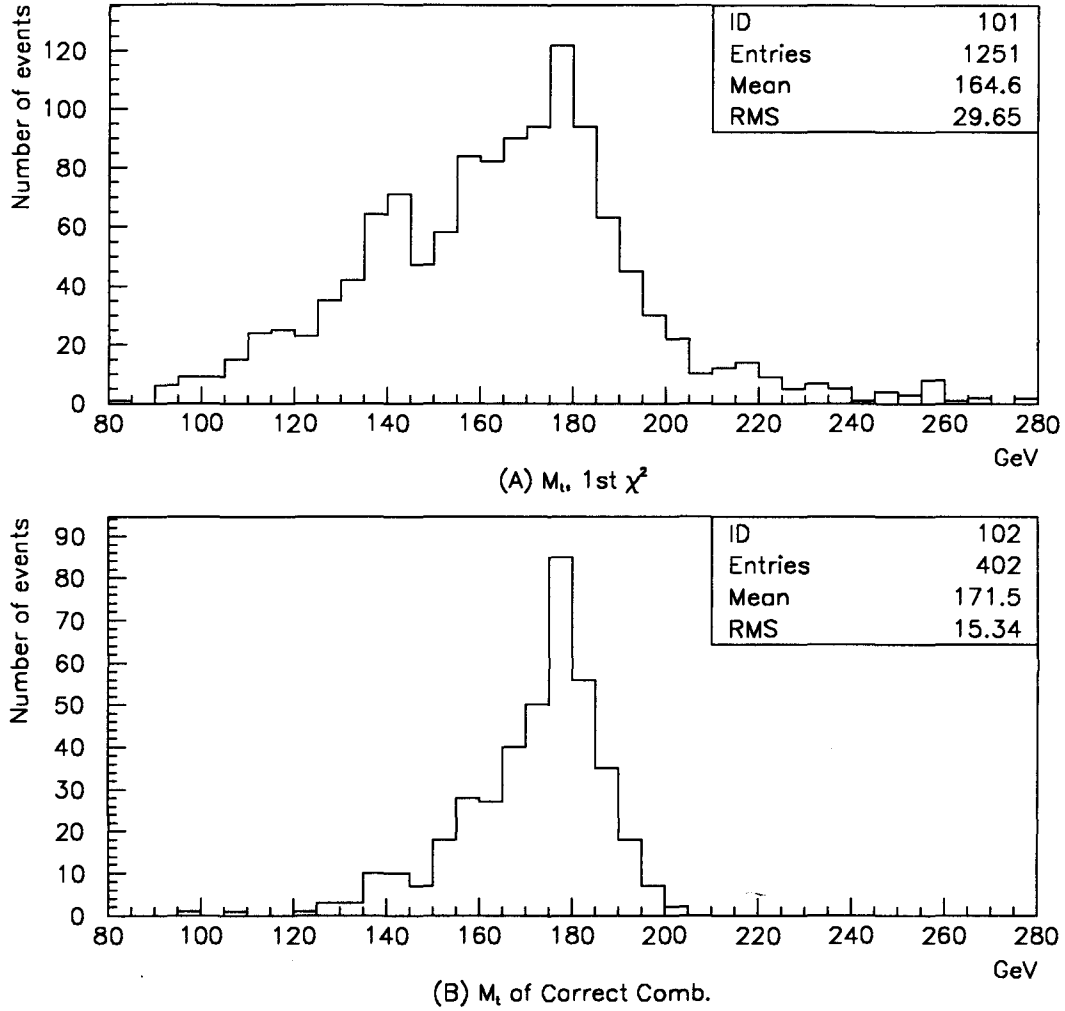 Number of events
120
100
80
60
40
20
0
ID 101
Entries 1251
Mean 164.6
RMS 29.65
80 100 120 140 160 180 200 220 240 260 280
GeV
(A) Mₜ, 1st χ²
Number of events
90
80
70
60
50
40
30
20
10
0
ID 102
Entries 402
Mean 171.5
RMS 15.34
80 100 120 140 160 180 200 220 240 260 280
GeV
(B) Mₜ of Correct Comb.